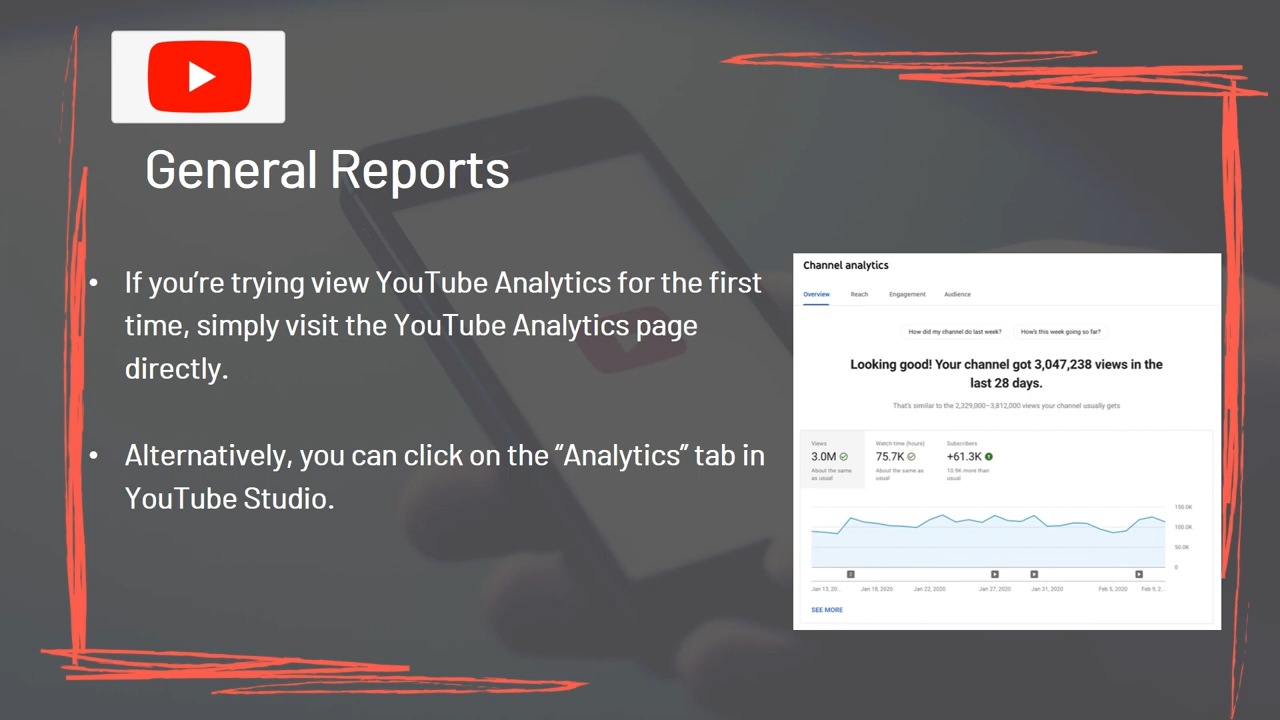 General Reports
• If you’re trying view YouTube Analytics for the first
time, simply visit the YouTube Analytics page
directly.
• Alternatively, you can click on the “Analytics” tab in
YouTube Studio.
Channel analytics
Overview Reach Engagement Audience
How did my channel do last week? How's this week going so far?
Looking good! Your channel got 3,047,238 views in the
last 28 days.
That's similar to the 2,329,000–3,812,000 views your channel usually gets
Views Watch time (hours) Subscribers
3.0M 75.7K +61.3K
About the same About the same 10.9K more than
as usual usual usual
150.0K
100.0K
50.0K
0
Jan 13, 20... Jan 18, 2020 Jan 22, 2020 Jan 27, 2020 Jan 31, 2020 Feb 5, 2020 Feb 9, 2...
SEE MORE